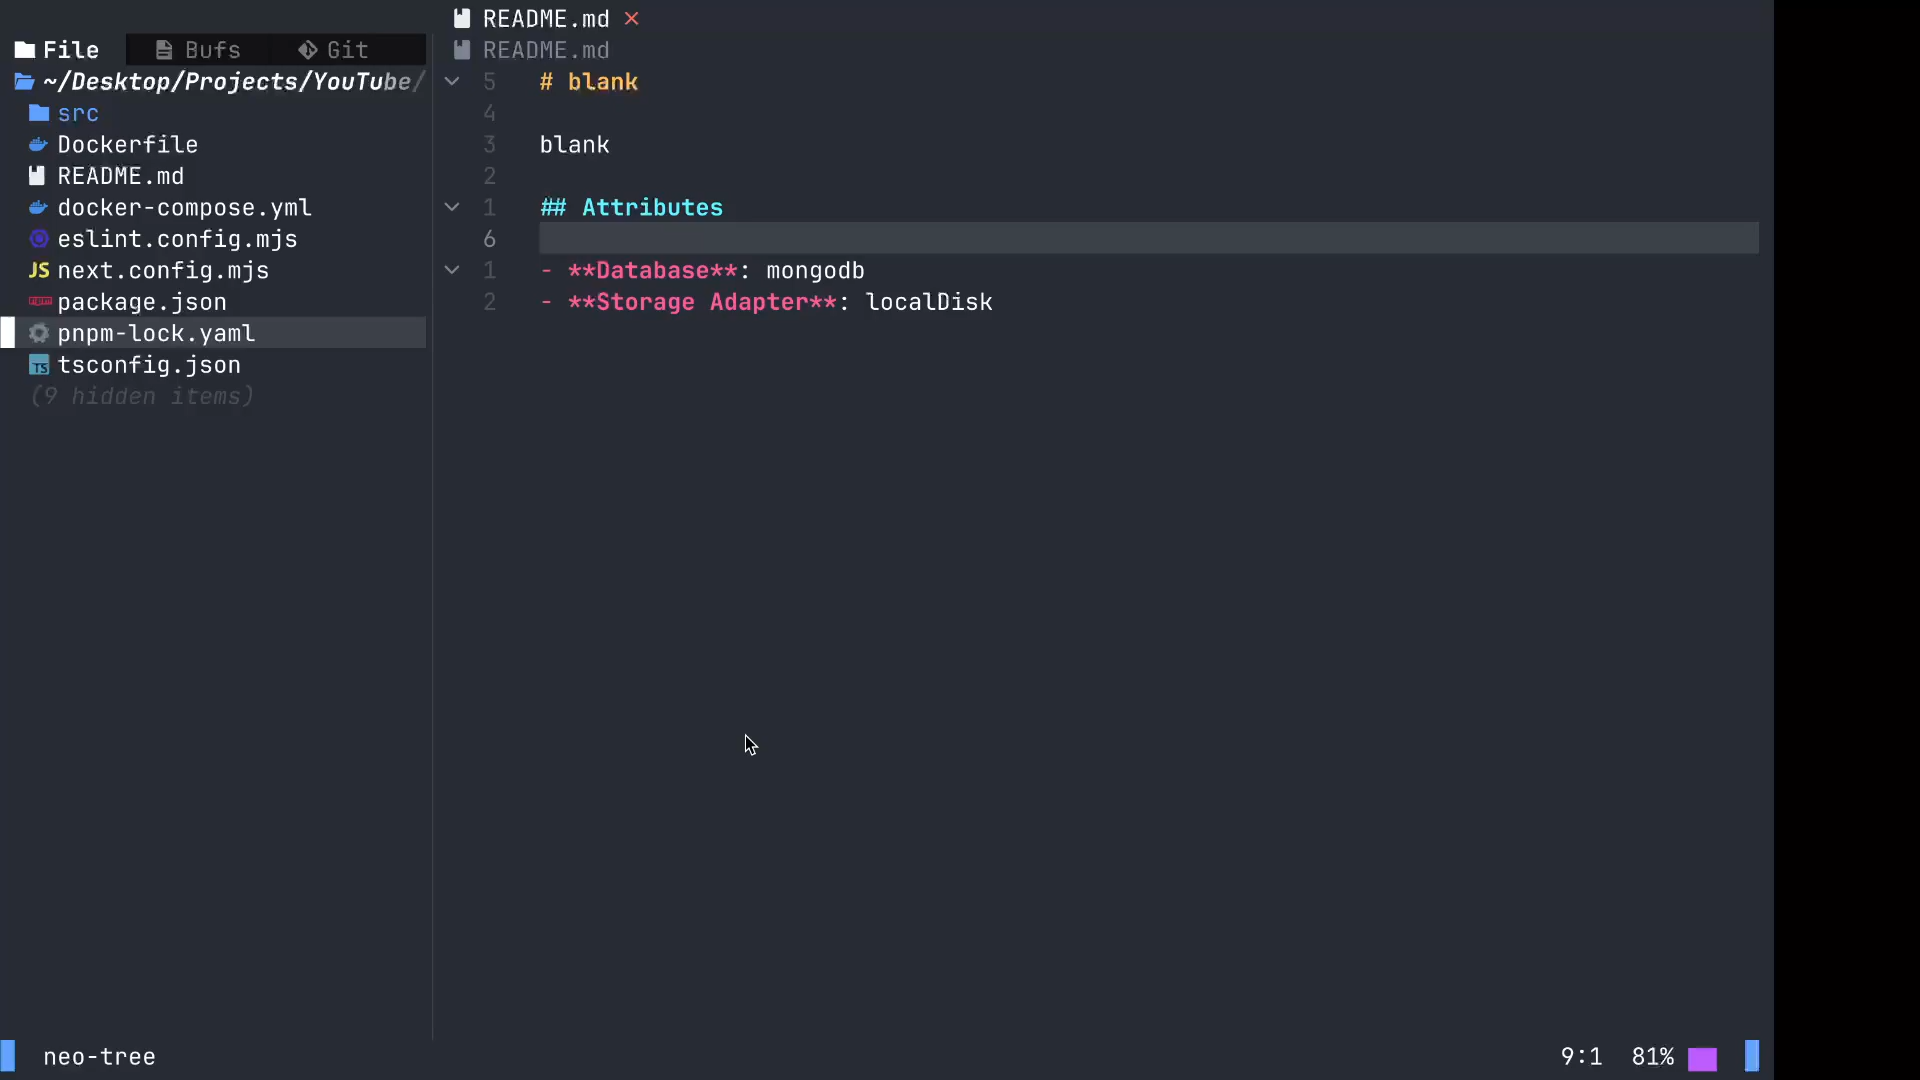 README.md ×
File Bufs Git
README.md
~/Desktop/Projects/YouTube/
src
Dockerfile
README.md
docker-compose.yml
eslint.config.mjs
JS next.config.mjs
package.json
pnpm-lock.yaml
TS tsconfig.json
(9 hidden items)
5 # blank
4
3 blank
2
1 ## Attributes
6
1 - **Database**: mongodb
2 - **Storage Adapter**: localDisk
neo-tree 9:1 81%